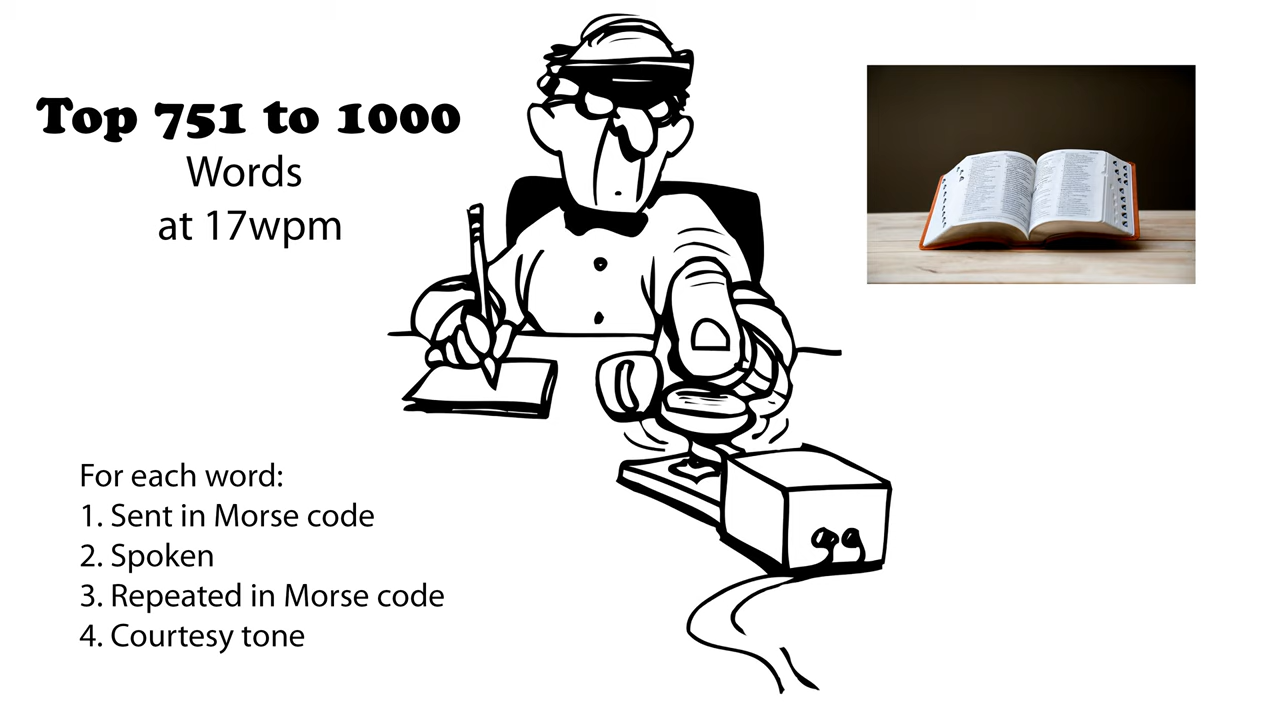 Top 751 to 1000
Words
at 17wpm
For each word:
1. Sent in Morse code
2. Spoken
3. Repeated in Morse code
4. Courtesy tone